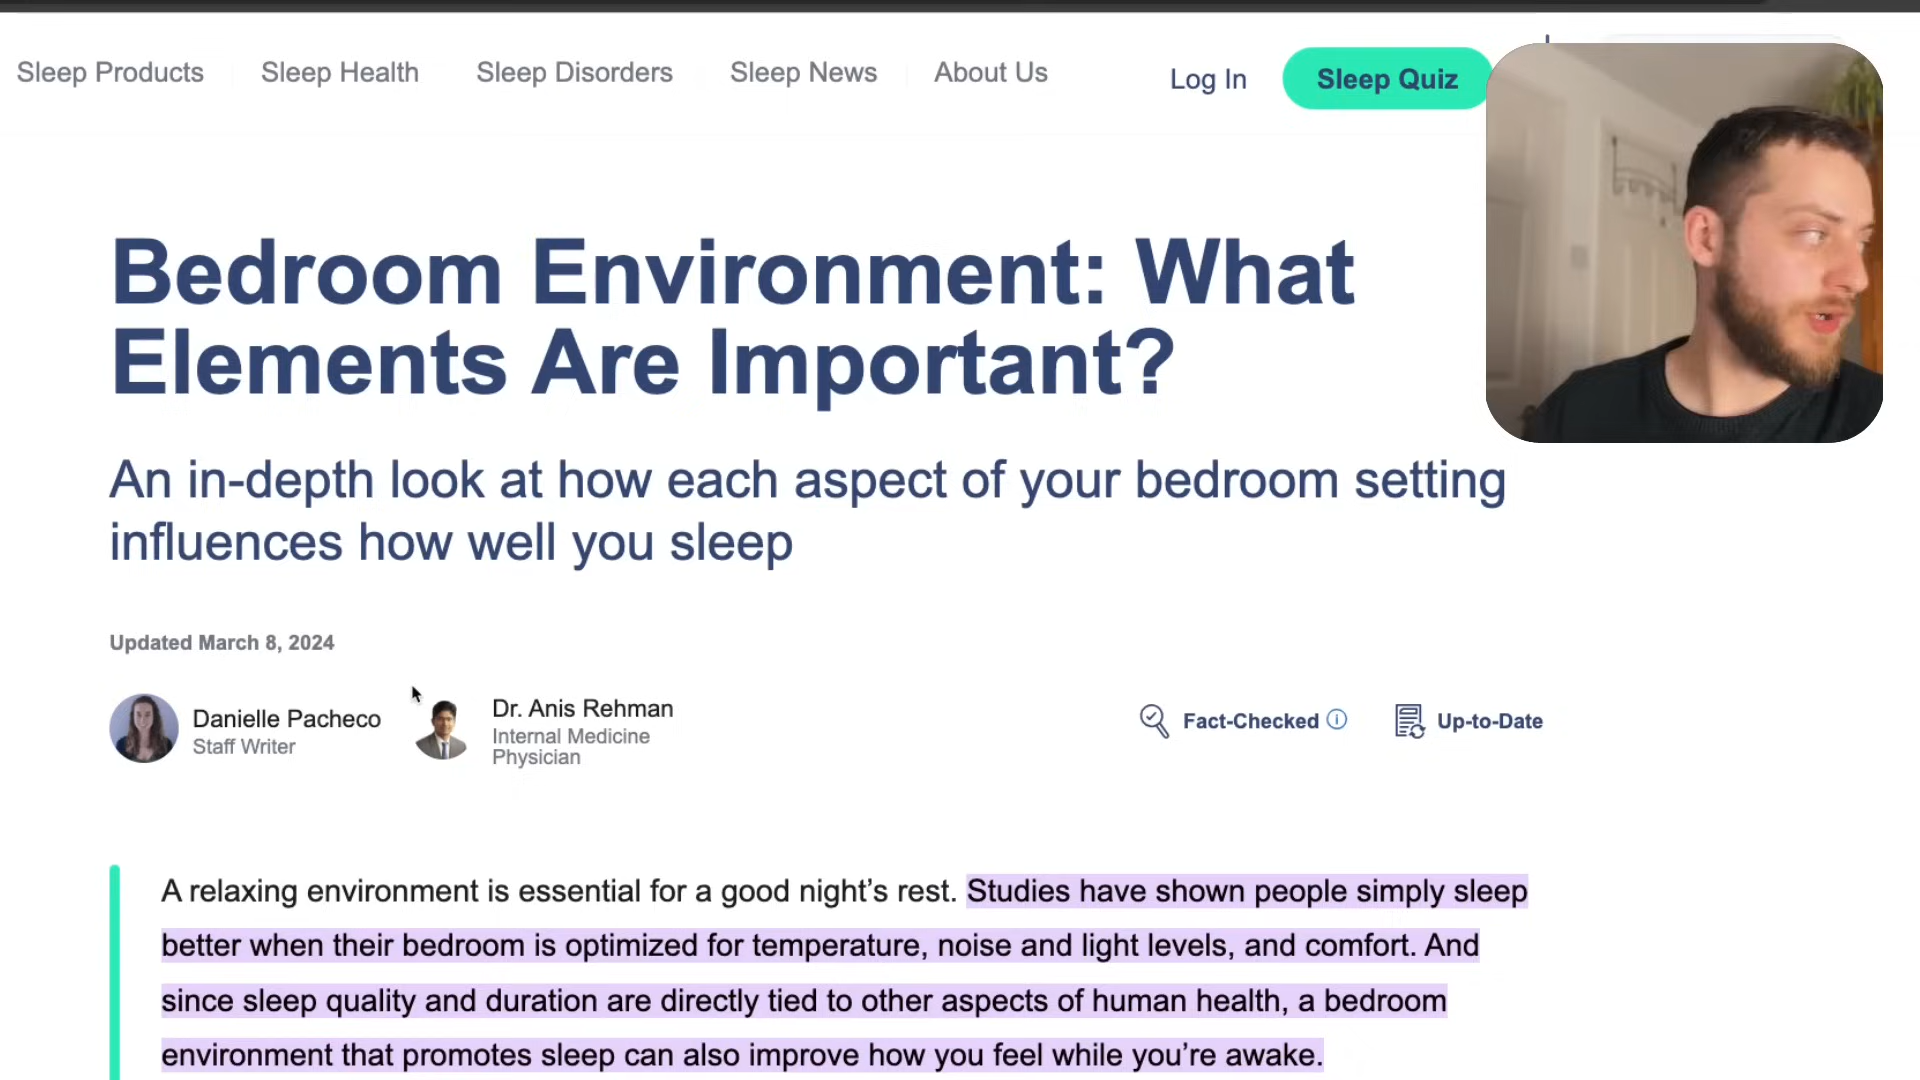 Sleep Products Sleep Health Sleep Disorders Sleep News About Us Log In Sleep Quiz
Bedroom Environment: What
Elements Are Important?
An in-depth look at how each aspect of your bedroom setting
influences how well you sleep
Updated March 8, 2024
Danielle Pacheco
Staff Writer
Dr. Anis Rehman
Internal Medicine
Physician
Fact-Checked
Up-to-Date
A relaxing environment is essential for a good night’s rest. Studies have shown people simply sleep
better when their bedroom is optimized for temperature, noise and light levels, and comfort. And
since sleep quality and duration are directly tied to other aspects of human health, a bedroom
environment that promotes sleep can also improve how you feel while you’re awake.